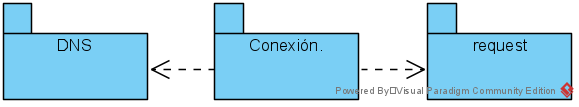 DNS
Conexión.
request
Powered By Visual Paradigm Community Edition